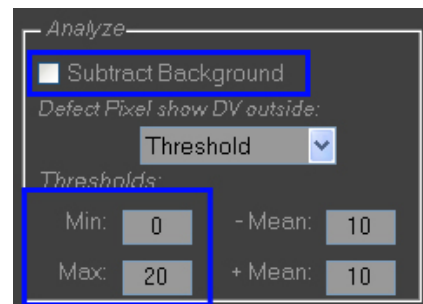 Analyze
Subtract Background
Defect Pixel show DV outside:
Threshold
Thresholds:
Min: 0 - Mean: 10
Max: 20 + Mean: 10